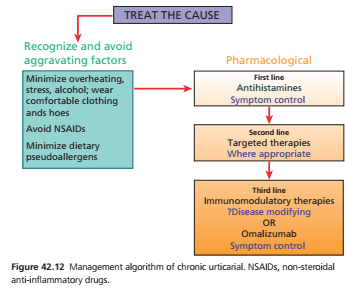 TREAT THE CAUSE
Recognize and avoid
aggravating factors
Minimize overheating,
stress, alcohol; wear
comfortable clothing
ands hoes
Avoid NSAIDs
Minimize dietary
pseudoallergens
Pharmacological
First line
Antihistamines
Symptom control
Second line
Targeted therapies
Where appropriate
Third line
Immunomodulatory therapies
?Disease modifying
OR
Omalizumab
Symptom control
Figure 42.12 Management algorithm of chronic urticarial. NSAIDs, non-steroidal
anti-inflammatory drugs.